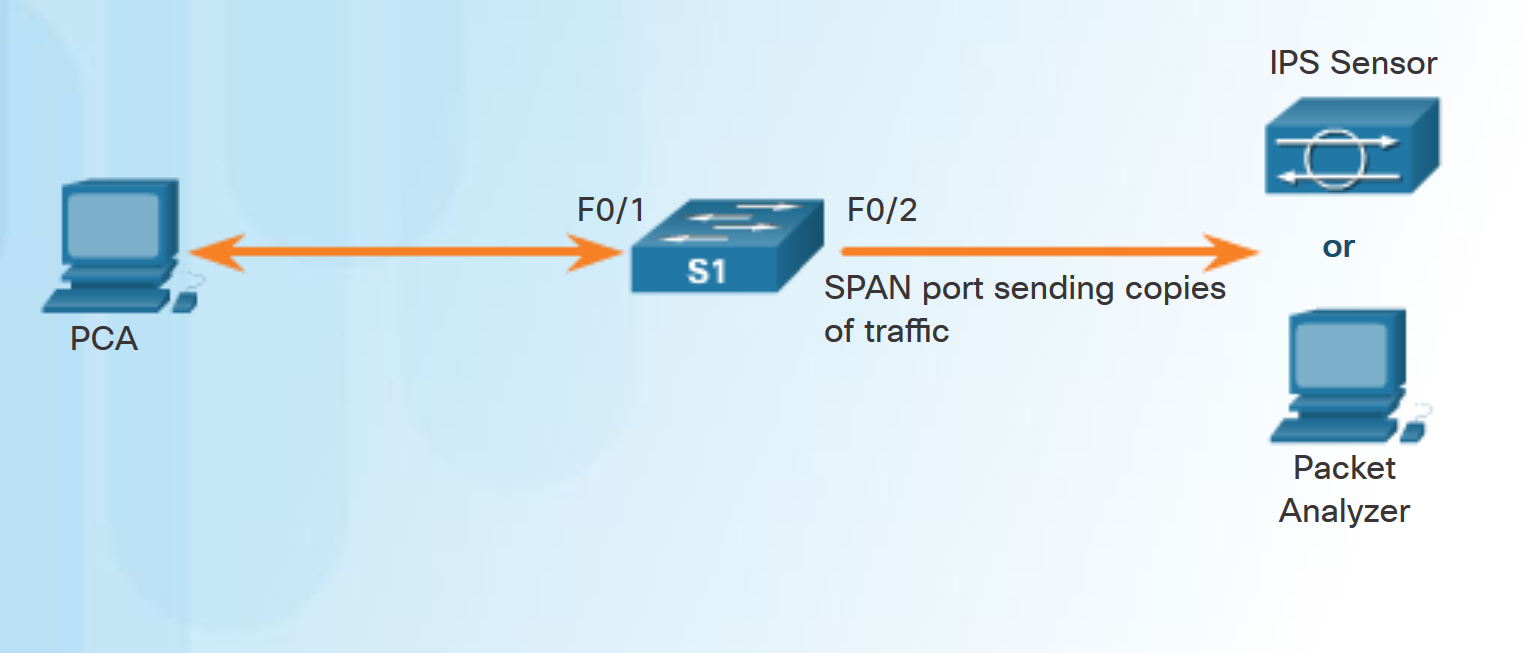 IPS Sensor
F0/1
F0/2
S1
or
SPAN port sending copies
of traffic
PCA
Packet
Analyzer